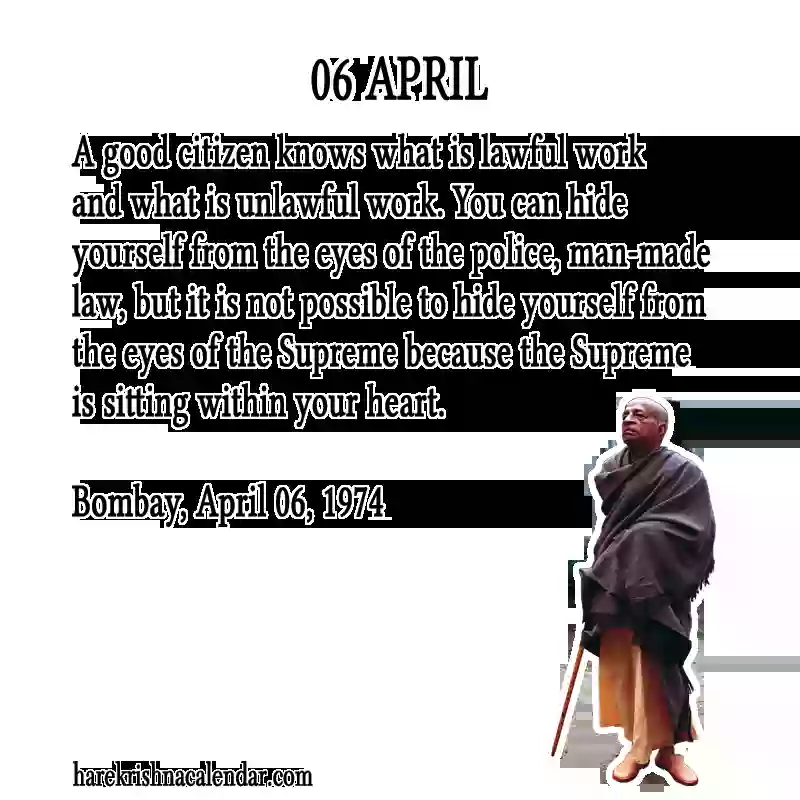 06 APRIL
A good citizen knows what is lawful work
and what is unlawful work. You can hide
yourself from the eyes of the police, man-made
law, but it is not possible to hide yourself from
the eyes of the Supreme because the Supreme
is sitting within your heart.
Bombay, April 06, 1974
harekrishnacalendar.com